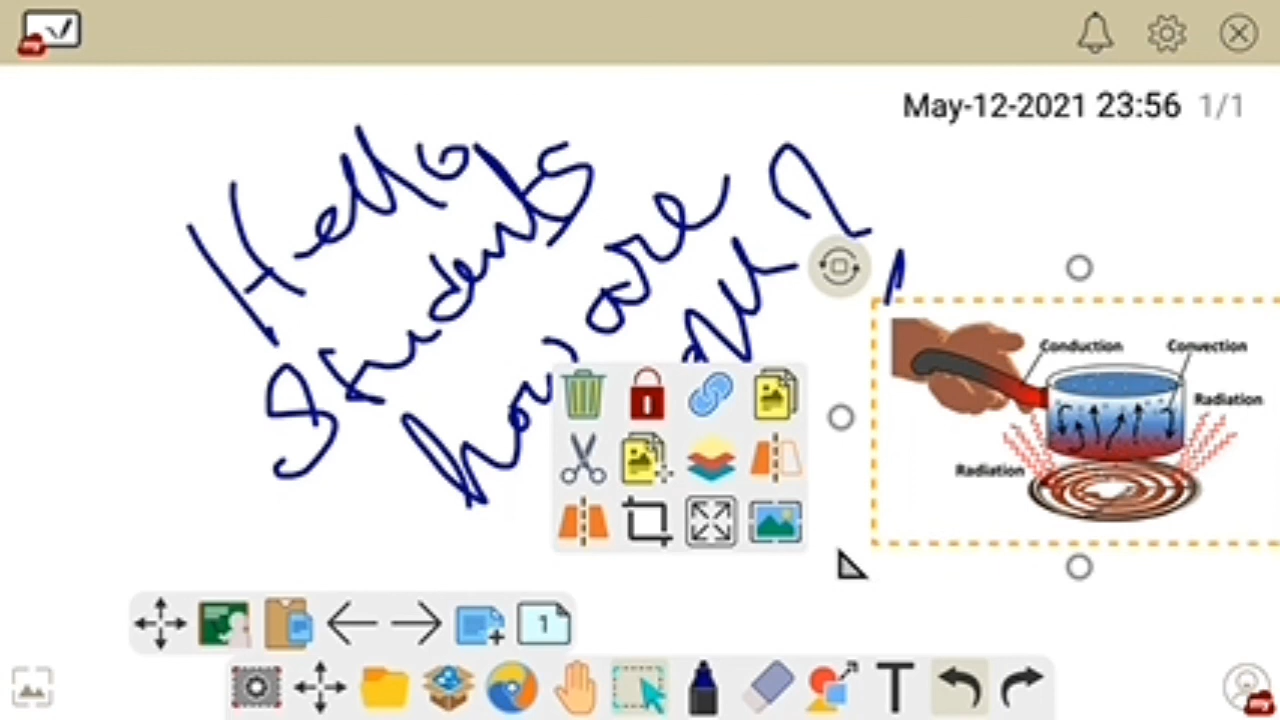 May-12-2021 23:56 1/1
Hello
Students
how are
you ?
Conduction Convection
Radiation
Radiation
1
T